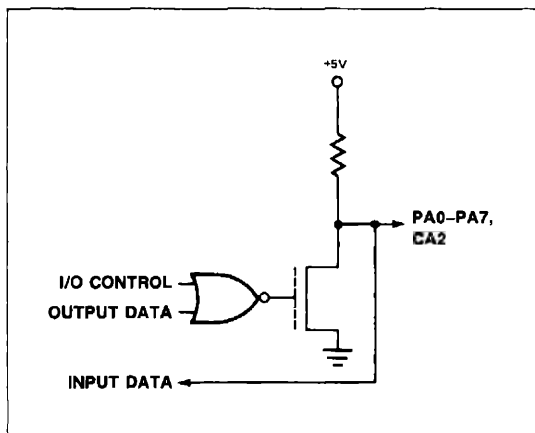 +5V
PA0–PA7,
CA2
I/O CONTROL
OUTPUT DATA
INPUT DATA